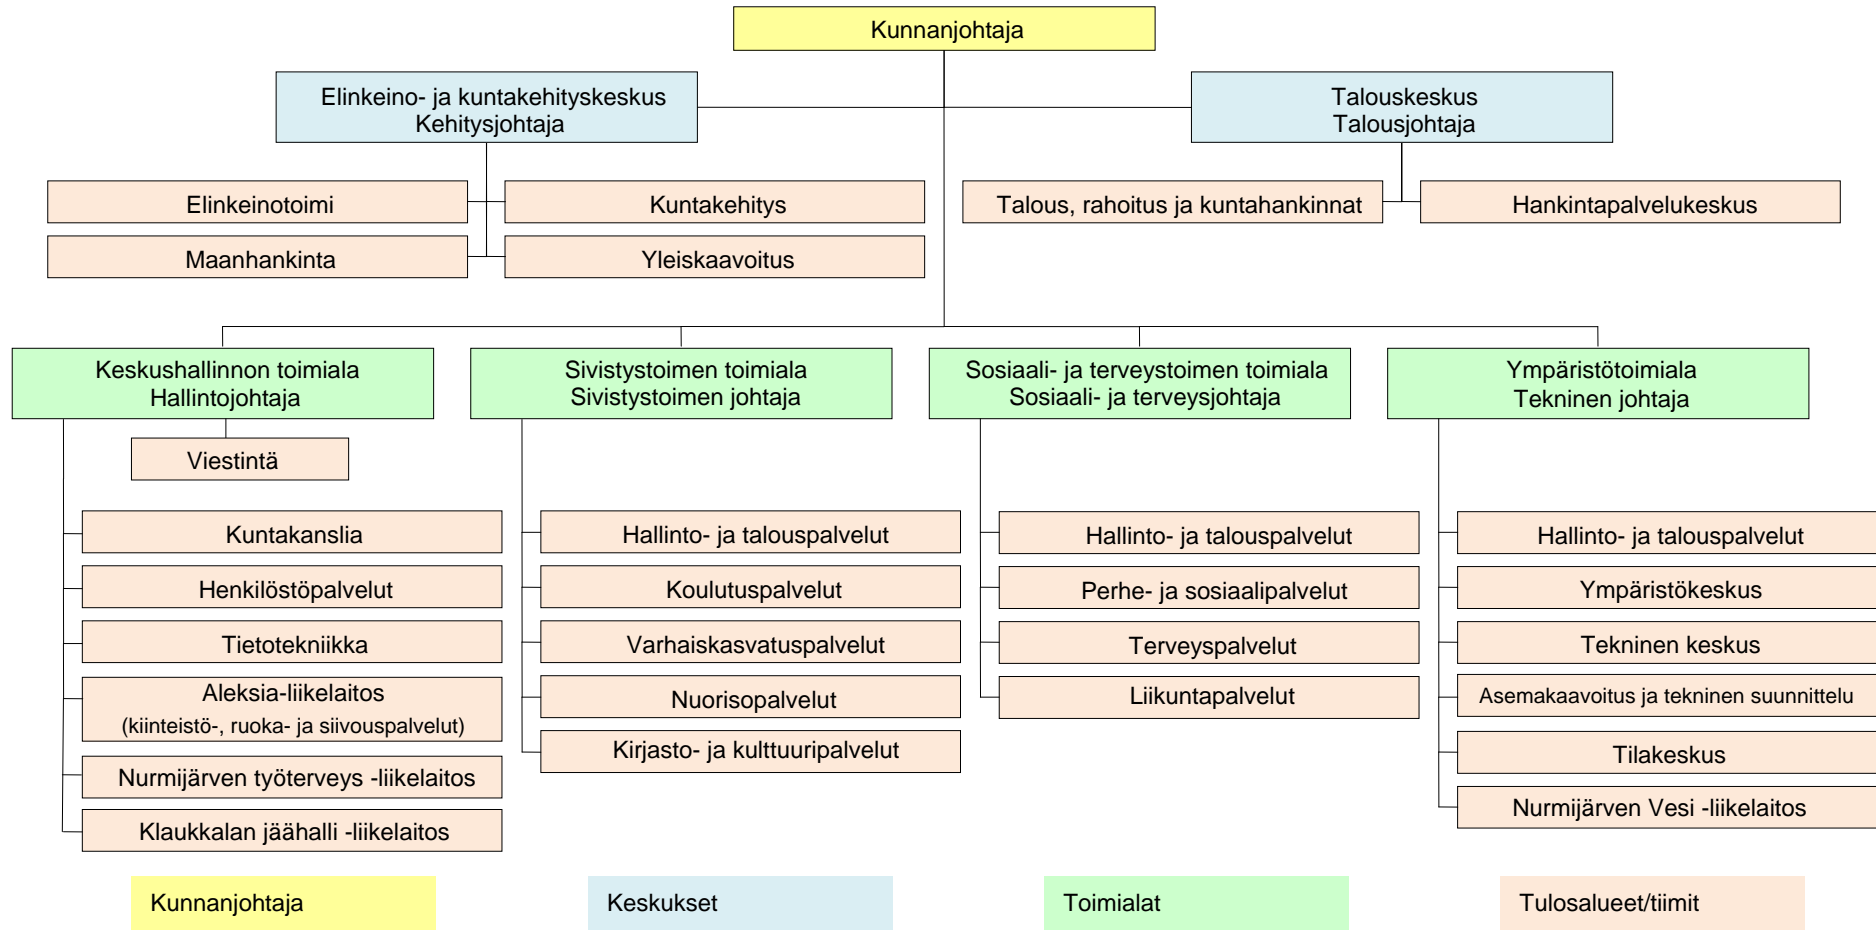 Kunnanjohtaja
Elinkeino- ja kuntakehityskeskus
Kehitysjohtaja
Talouskeskus
Talousjohtaja
Elinkeinotoimi
Kuntakehitys
Maanhankinta
Yleiskaavoitus
Talous, rahoitus ja kuntahankinnat
Hankintapalvelukeskus
Keskushallinnon toimiala
Hallintojohtaja
Viestintä
Kuntakanslia
Henkilöstöpalvelut
Tietotekniikka
Aleksia-liikelaitos
(kiinteistö-, ruoka- ja siivouspalvelut)
Nurmijärven työterveys -liikelaitos
Klaukkalan jäähalli -liikelaitos
Sivistystoimen toimiala
Sivistystoimen johtaja
Hallinto- ja talouspalvelut
Koulutuspalvelut
Varhaiskasvatuspalvelut
Nuorisopalvelut
Kirjasto- ja kulttuuripalvelut
Sosiaali- ja terveystoimen toimiala
Sosiaali- ja terveysjohtaja
Hallinto- ja talouspalvelut
Perhe- ja sosiaalipalvelut
Terveyspalvelut
Liikuntapalvelut
Ympäristötoimiala
Tekninen johtaja
Hallinto- ja talouspalvelut
Ympäristökeskus
Tekninen keskus
Asemakaavoitus ja tekninen suunnittelu
Tilakeskus
Nurmijärven Vesi -liikelaitos
Kunnanjohtaja
Keskukset
Toimialat
Tulosalueet/tiimit